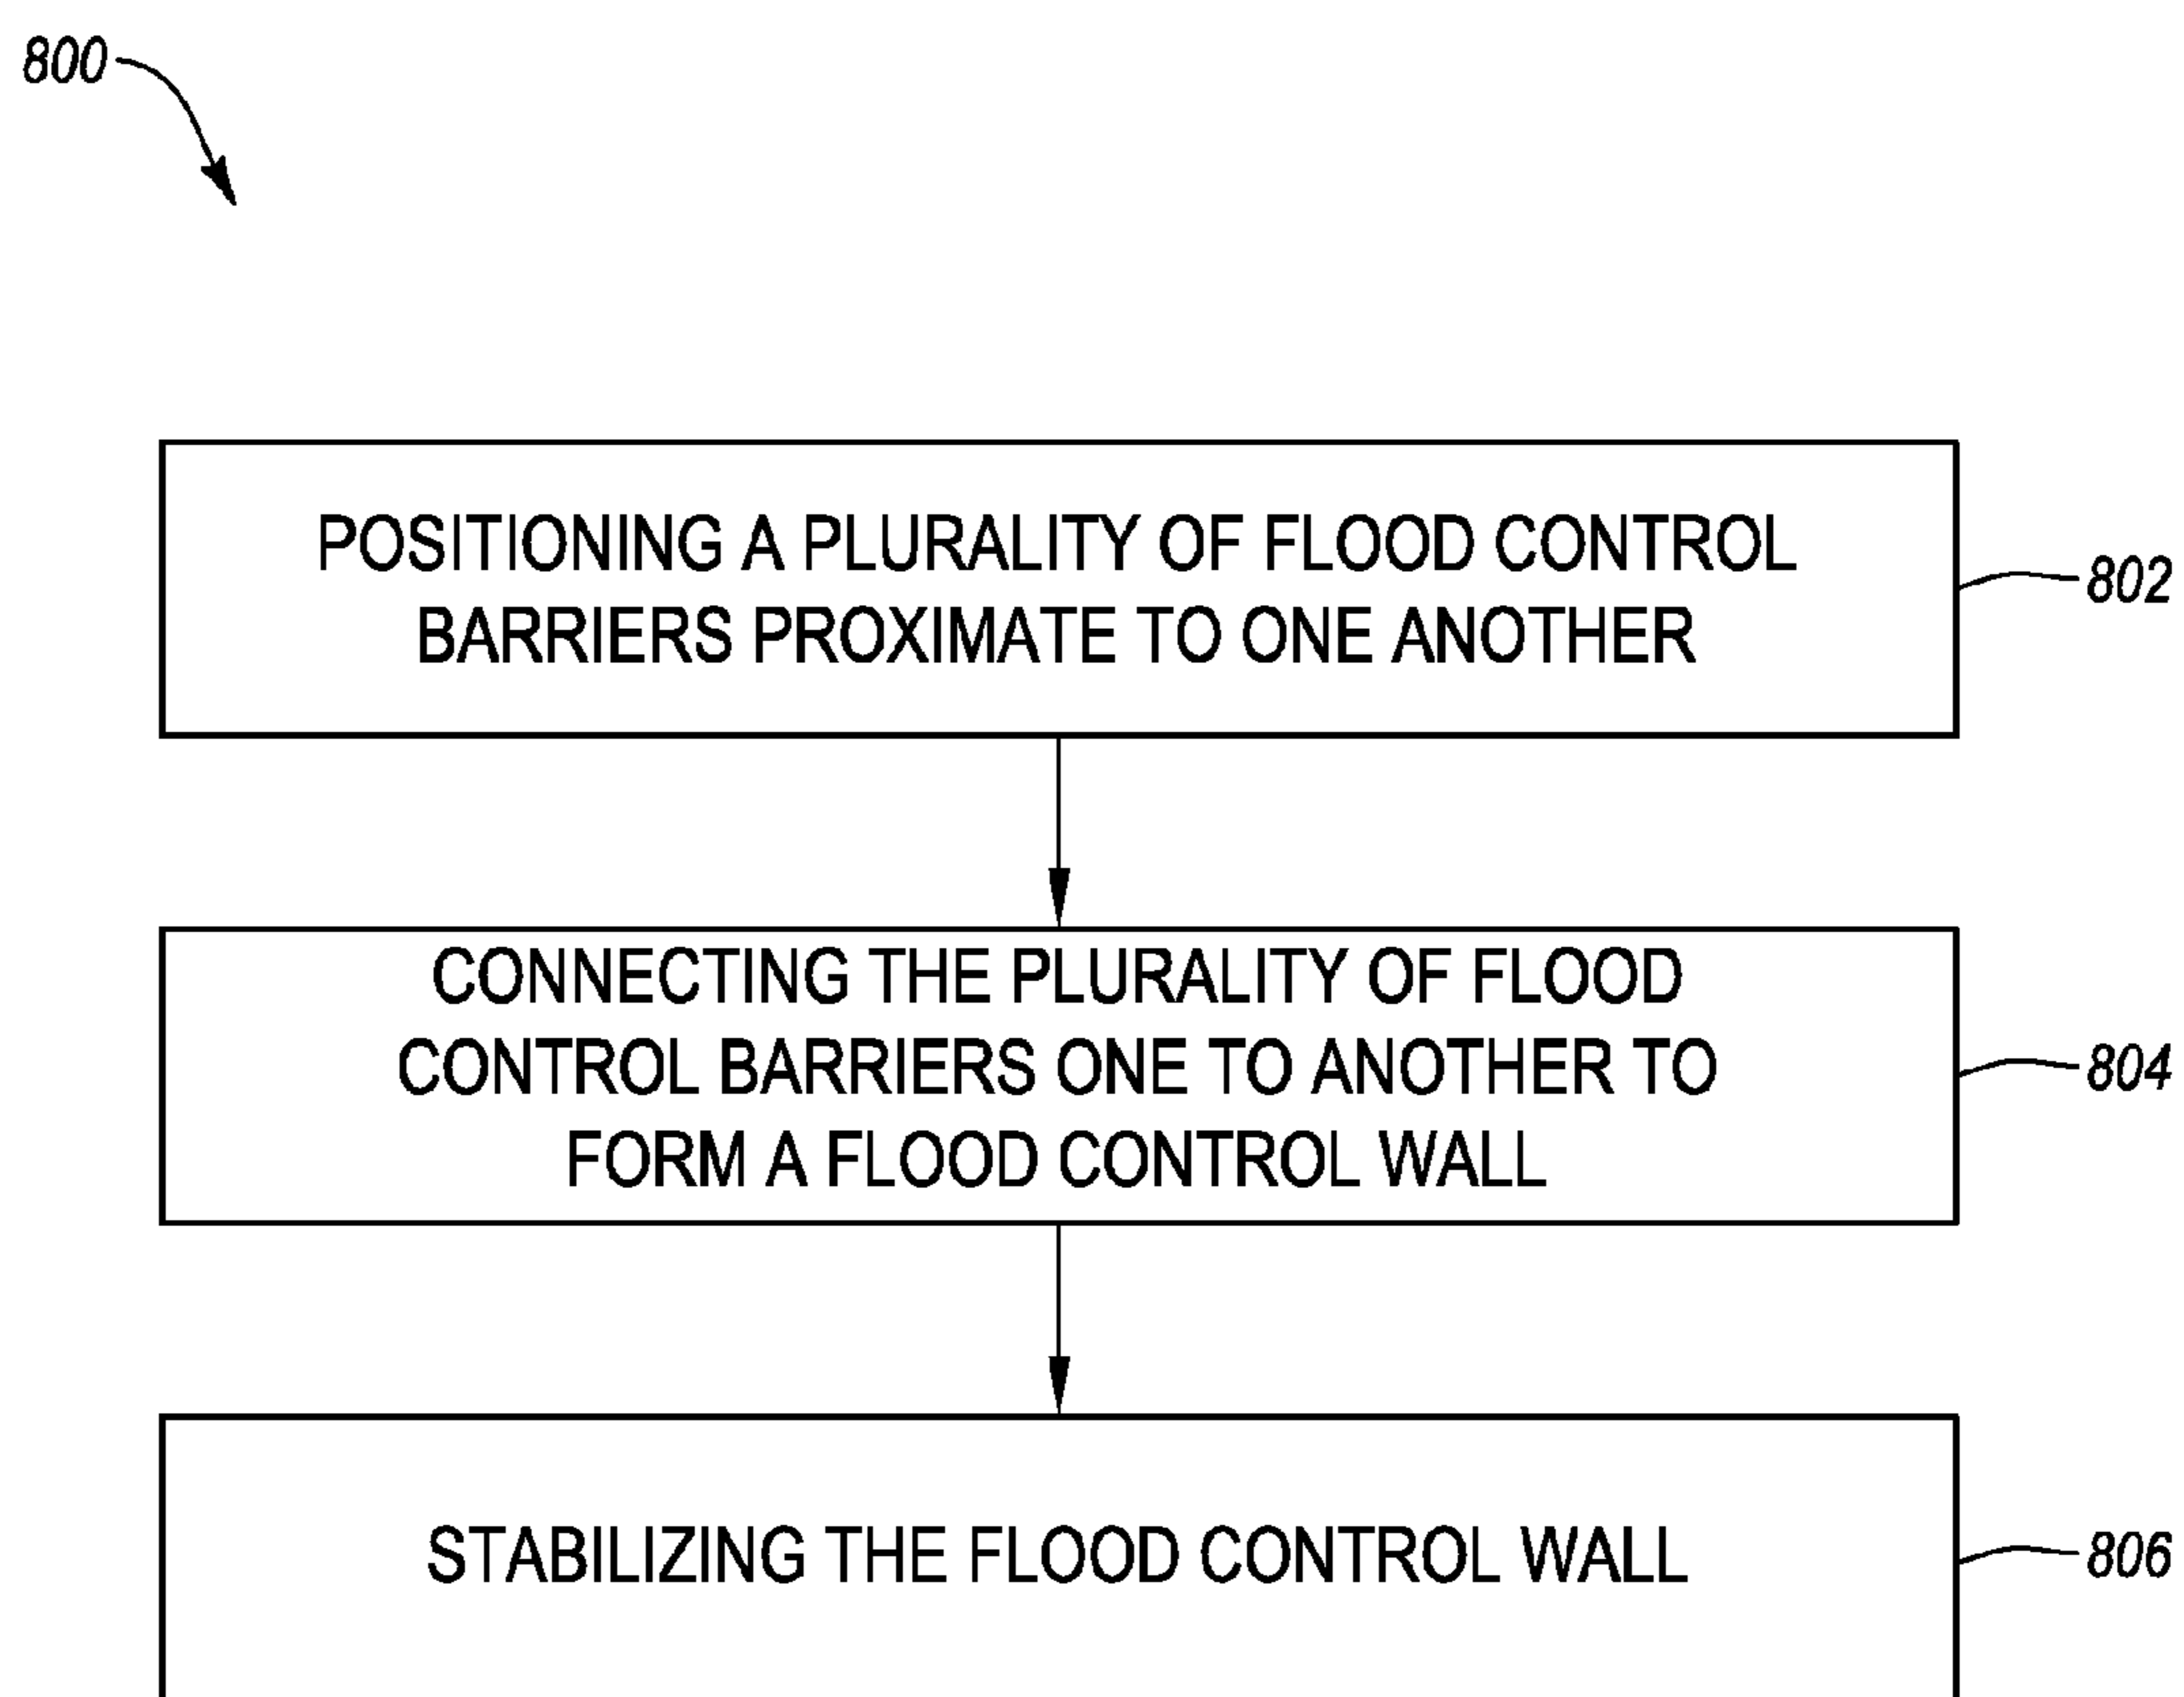 800
POSITIONING A PLURALITY OF FLOOD CONTROL
BARRIERS PROXIMATE TO ONE ANOTHER
802
CONNECTING THE PLURALITY OF FLOOD
CONTROL BARRIERS ONE TO ANOTHER TO
FORM A FLOOD CONTROL WALL
804
STABILIZING THE FLOOD CONTROL WALL
806